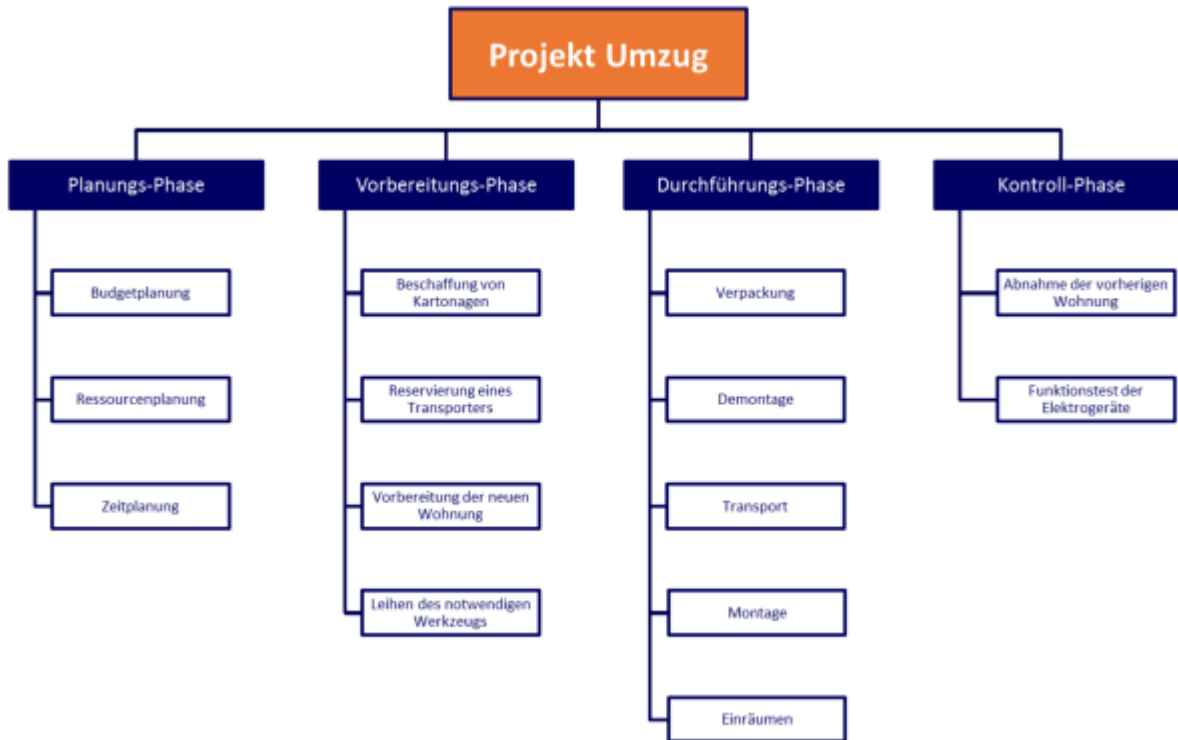 Projekt Umzug
Planungs-Phase
Budgetplanung
Ressourcenplanung
Zeitplanung
Vorbereitungs-Phase
Beschaffung von
Kartonagen
Reservierung eines
Transporters
Vorbereitung der neuen
Wohnung
Leihen des notwendigen
Werkzeugs
Durchführungs-Phase
Verpackung
Demontage
Transport
Montage
Einräumen
Kontroll-Phase
Abnahme der vorherigen
Wohnung
Funktionstest der
Elektrogeräte